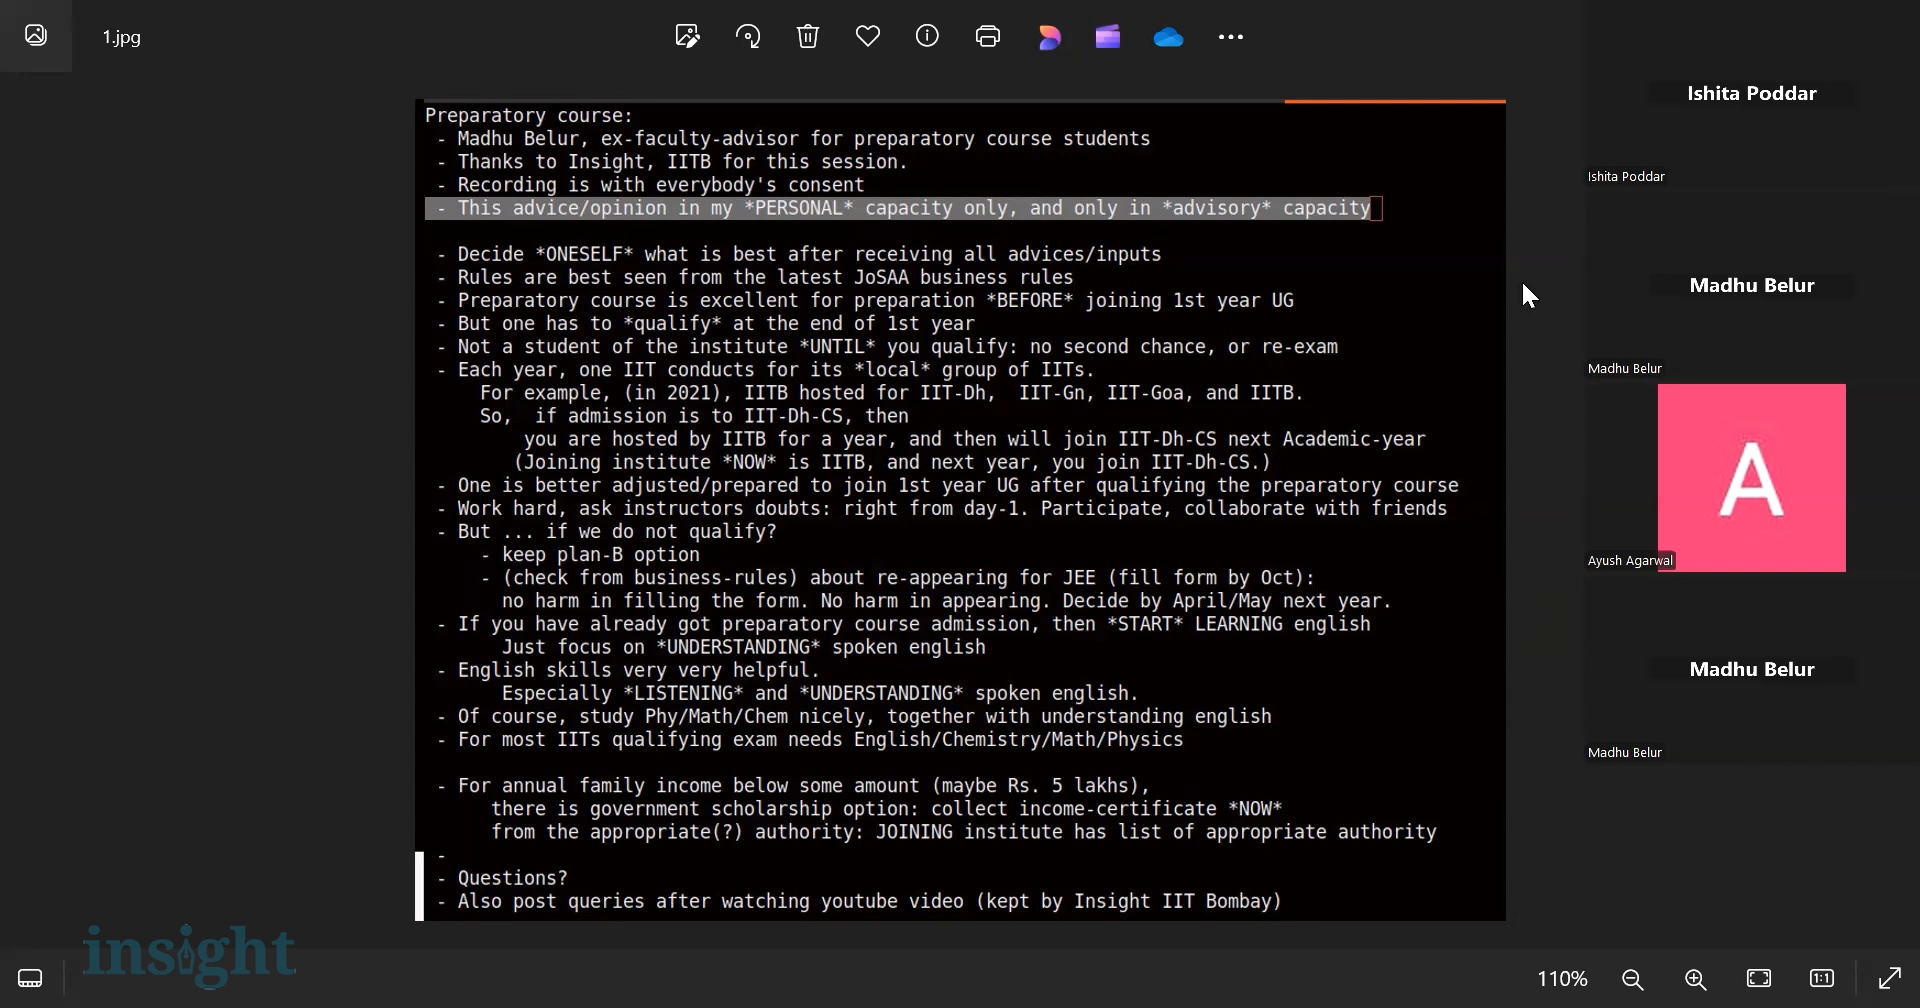 1.jpg
Preparatory course:
- Madhu Belur, ex-faculty-advisor for preparatory course students
- Thanks to Insight, IITB for this session.
- Recording is with everybody's consent
- This advice/opinion in my *PERSONAL* capacity only, and only in *advisory* capacity
- Decide *ONESELF* what is best after receiving all advices/inputs
- Rules are best seen from the latest JoSAA business rules
- Preparatory course is excellent for preparation *BEFORE* joining 1st year UG
- But one has to *qualify* at the end of 1st year
- Not a student of the institute *UNTIL* you qualify: no second chance, or re-exam
- Each year, one IIT conducts for its *local* group of IITs.
For example, (in 2021), IITB hosted for IIT-Dh, IIT-Gn, IIT-Goa, and IITB.
So, if admission is to IIT-Dh-CS, then
you are hosted by IITB for a year, and then will join IIT-Dh-CS next Academic-year
(Joining institute *NOW* is IITB, and next year, you join IIT-Dh-CS.)
- One is better adjusted/prepared to join 1st year UG after qualifying the preparatory course
- Work hard, ask instructors doubts: right from day-1. Participate, collaborate with friends
- But ... if we do not qualify?
- keep plan-B option
- (check from business-rules) about re-appearing for JEE (fill form by Oct):
no harm in filling the form. No harm in appearing. Decide by April/May next year.
- If you have already got preparatory course admission, then *START* LEARNING english
Just focus on *UNDERSTANDING* spoken english
- English skills very very helpful.
Especially *LISTENING* and *UNDERSTANDING* spoken english.
- Of course, study Phy/Math/Chem nicely, together with understanding english
- For most IITs qualifying exam needs English/Chemistry/Math/Physics
- For annual family income below some amount (maybe Rs. 5 lakhs),
there is government scholarship option: collect income-certificate *NOW*
from the appropriate(?) authority: JOINING institute has list of appropriate authority
-
- Questions?
- Also post queries after watching youtube video (kept by Insight IIT Bombay)
Ishita Poddar
Ishita Poddar
Madhu Belur
Madhu Belur
A
Ayush Agarwal
Madhu Belur
Madhu Belur
insight
110%
1:1